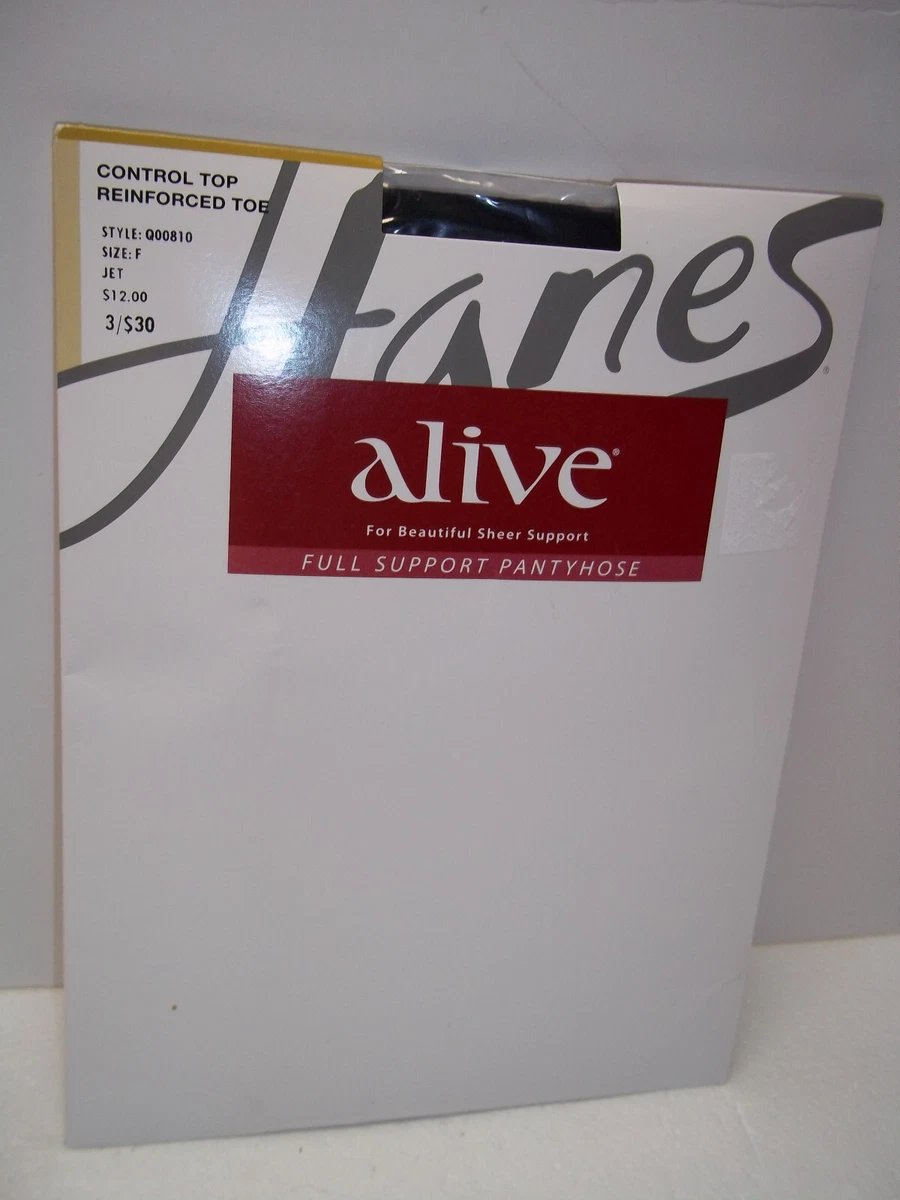 CONTROL TOP
REINFORCED TOE
STYLE: Q00810
SIZE: F
JET
$12.00
3/$30
Hanes®
alive®
For Beautiful Sheer Support
FULL SUPPORT PANTYHOSE